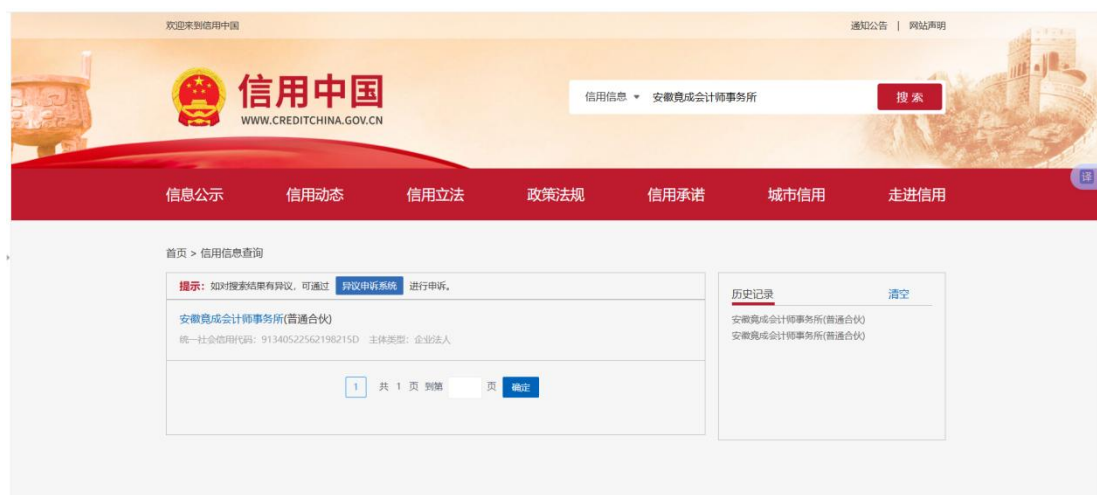 欢迎来到信用中国
通知公告 | 网站声明
信用中国
WWW.CREDITCHINA.GOV.CN
信用信息 安徽竟成会计师事务所 搜索
译
信息公示 信用动态 信用立法 政策法规 信用承诺 城市信用 走进信用
首页 > 信用信息查询
提示：如对搜索结果有异议，可通过 异议申诉系统 进行申诉。
安徽竟成会计师事务所(普通合伙)
统一社会信用代码：91340522562198215D 主体类型：企业法人
1 共 1 页 到第 页 确定
历史记录 清空
安徽竟成会计师事务所(普通合伙)
安徽竟成会计师事务所(普通合伙)